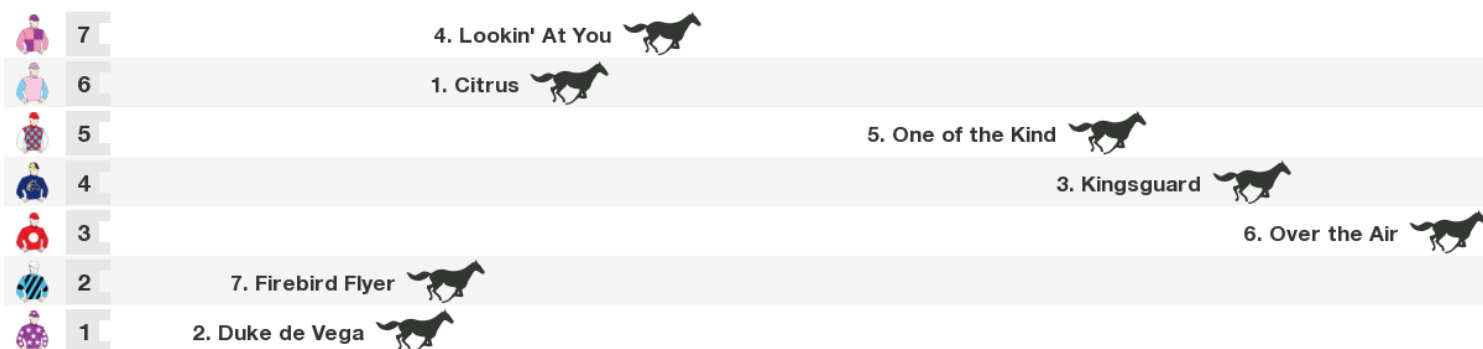 7 4. Lookin' At You
6 1. Citrus
5 5. One of the Kind
4 3. Kingsguard
3 6. Over the Air
2 7. Firebird Flyer
1 2. Duke de Vega